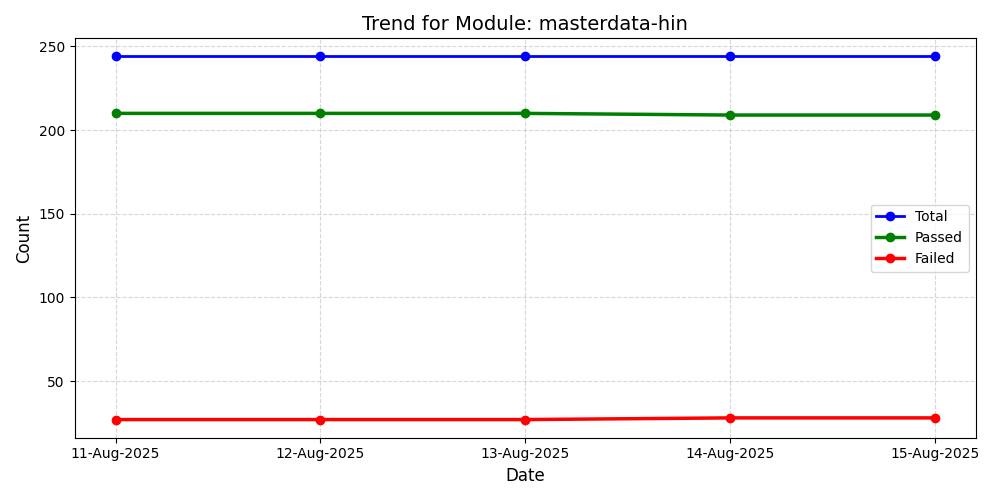 Trend for Module: masterdata-hin
250
200
150
100
50
Count
Total
Passed
Failed
11-Aug-2025
12-Aug-2025
13-Aug-2025
14-Aug-2025
15-Aug-2025
Date